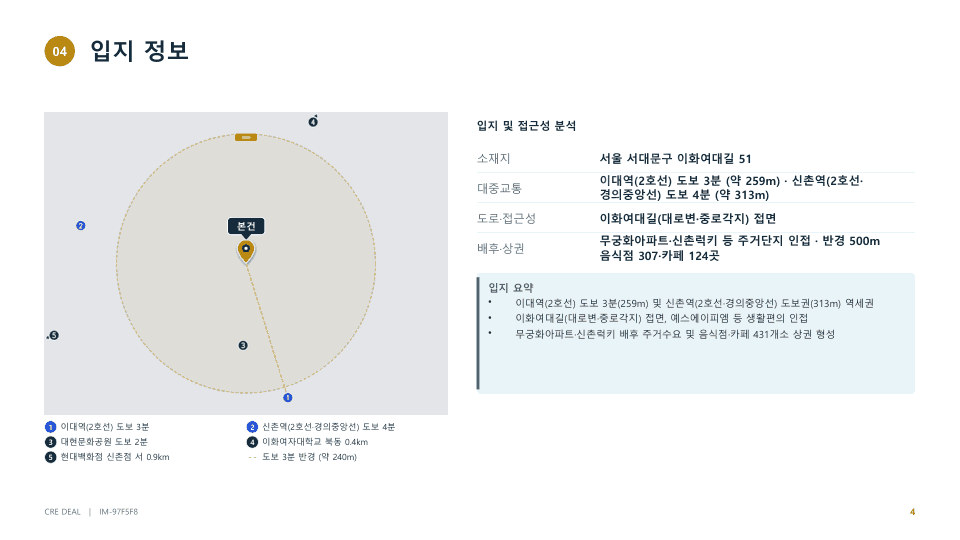 04 입지 정보
4
본건
2
5
3
1
1 이대역(2호선) 도보 3분
2 신촌역(2호선·경의중앙선) 도보 4분
3 대현문화공원 도보 2분
4 이화여자대학교 북동 0.4km
5 현대백화점 신촌점 서 0.9km
-- 도보 3분 반경 (약 240m)
입지 및 접근성 분석
소재지 서울 서대문구 이화여대길 51
대중교통 이대역(2호선) 도보 3분 (약 259m) · 신촌역(2호선·
경의중앙선) 도보 4분 (약 313m)
도로·접근성 이화여대길(대로변·중로각지) 접면
배후·상권 무궁화아파트·신촌럭키 등 주거단지 인접 · 반경 500m
음식점 307·카페 124곳
입지 요약
• 이대역(2호선) 도보 3분(259m) 및 신촌역(2호선·경의중앙선) 도보권(313m) 역세권
• 이화여대길(대로변·중로각지) 접면, 예스에이피엠 등 생활편의 인접
• 무궁화아파트·신촌럭키 배후 주거수요 및 음식점·카페 431개소 상권 형성
CRE DEAL | IM-97F5F8
4